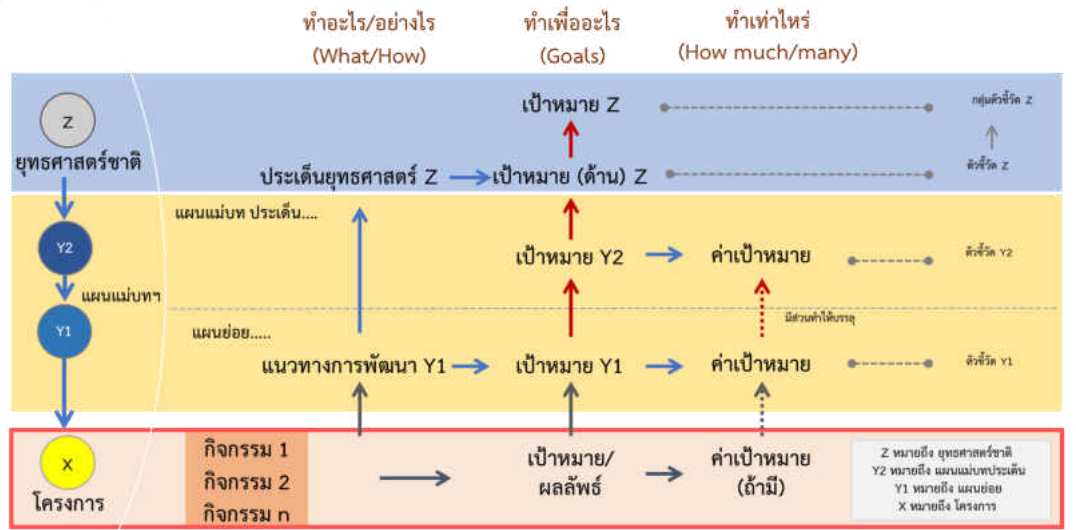 ทำอะไร/อย่างไร
(What/How)
ทำเพื่ออะไร
(Goals)
ทำเท่าไหร่
(How much/many)
Z
ยุทธศาสตร์ชาติ
เป้าหมาย Z
กลุ่มตัวชี้วัด Z
ประเด็นยุทธศาสตร์ Z
เป้าหมาย (ด้าน) Z
ตัวชี้วัด Z
แผนแม่บท ประเด็น....
Y2
เป้าหมาย Y2
ค่าเป้าหมาย
ตัวชี้วัด Y2
แผนแม่บทฯ
Y1
มีส่วนทำให้บรรลุ
แผนย่อย.....
แนวทางการพัฒนา Y1
เป้าหมาย Y1
ค่าเป้าหมาย
ตัวชี้วัด Y1
X
โครงการ
กิจกรรม 1
กิจกรรม 2
กิจกรรม n
เป้าหมาย/
ผลลัพธ์
ค่าเป้าหมาย
(ถ้ามี)
Z หมายถึง ยุทธศาสตร์ชาติ
Y2 หมายถึง แผนแม่บทประเด็น
Y1 หมายถึง แผนย่อย
X หมายถึง โครงการ